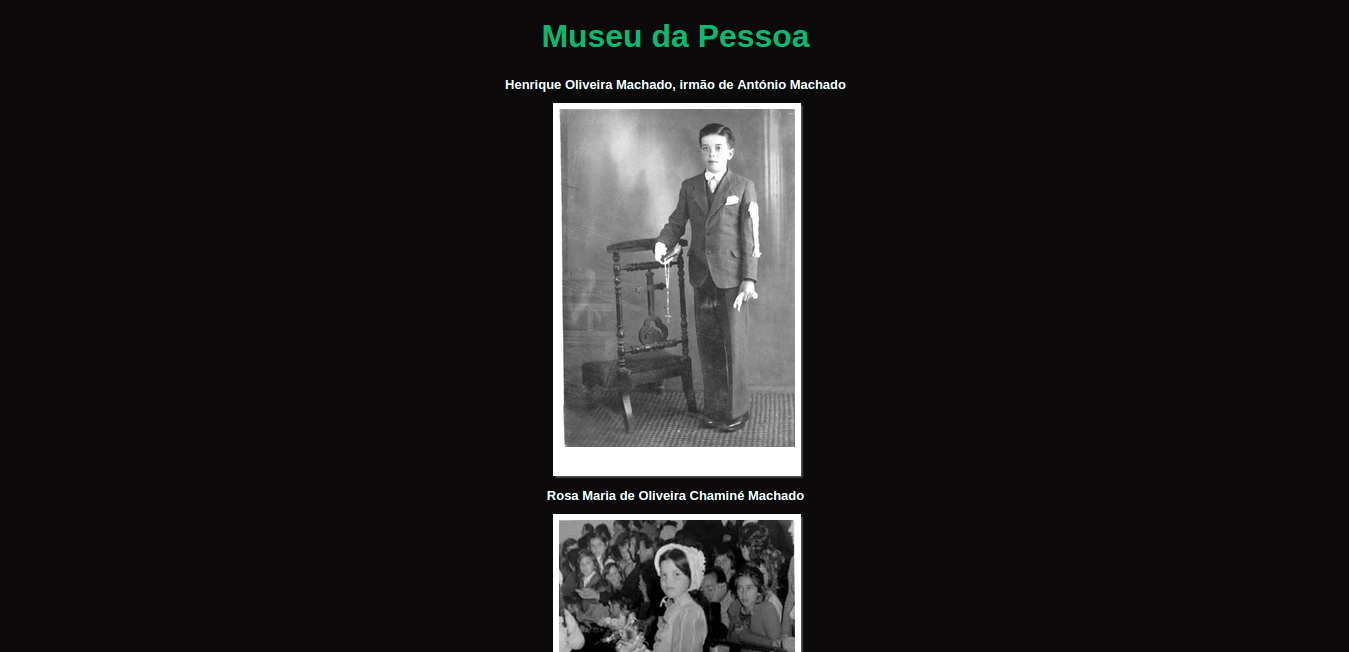 Museu da Pessoa
Henrique Oliveira Machado, irmão de António Machado
Rosa Maria de Oliveira Chaminé Machado